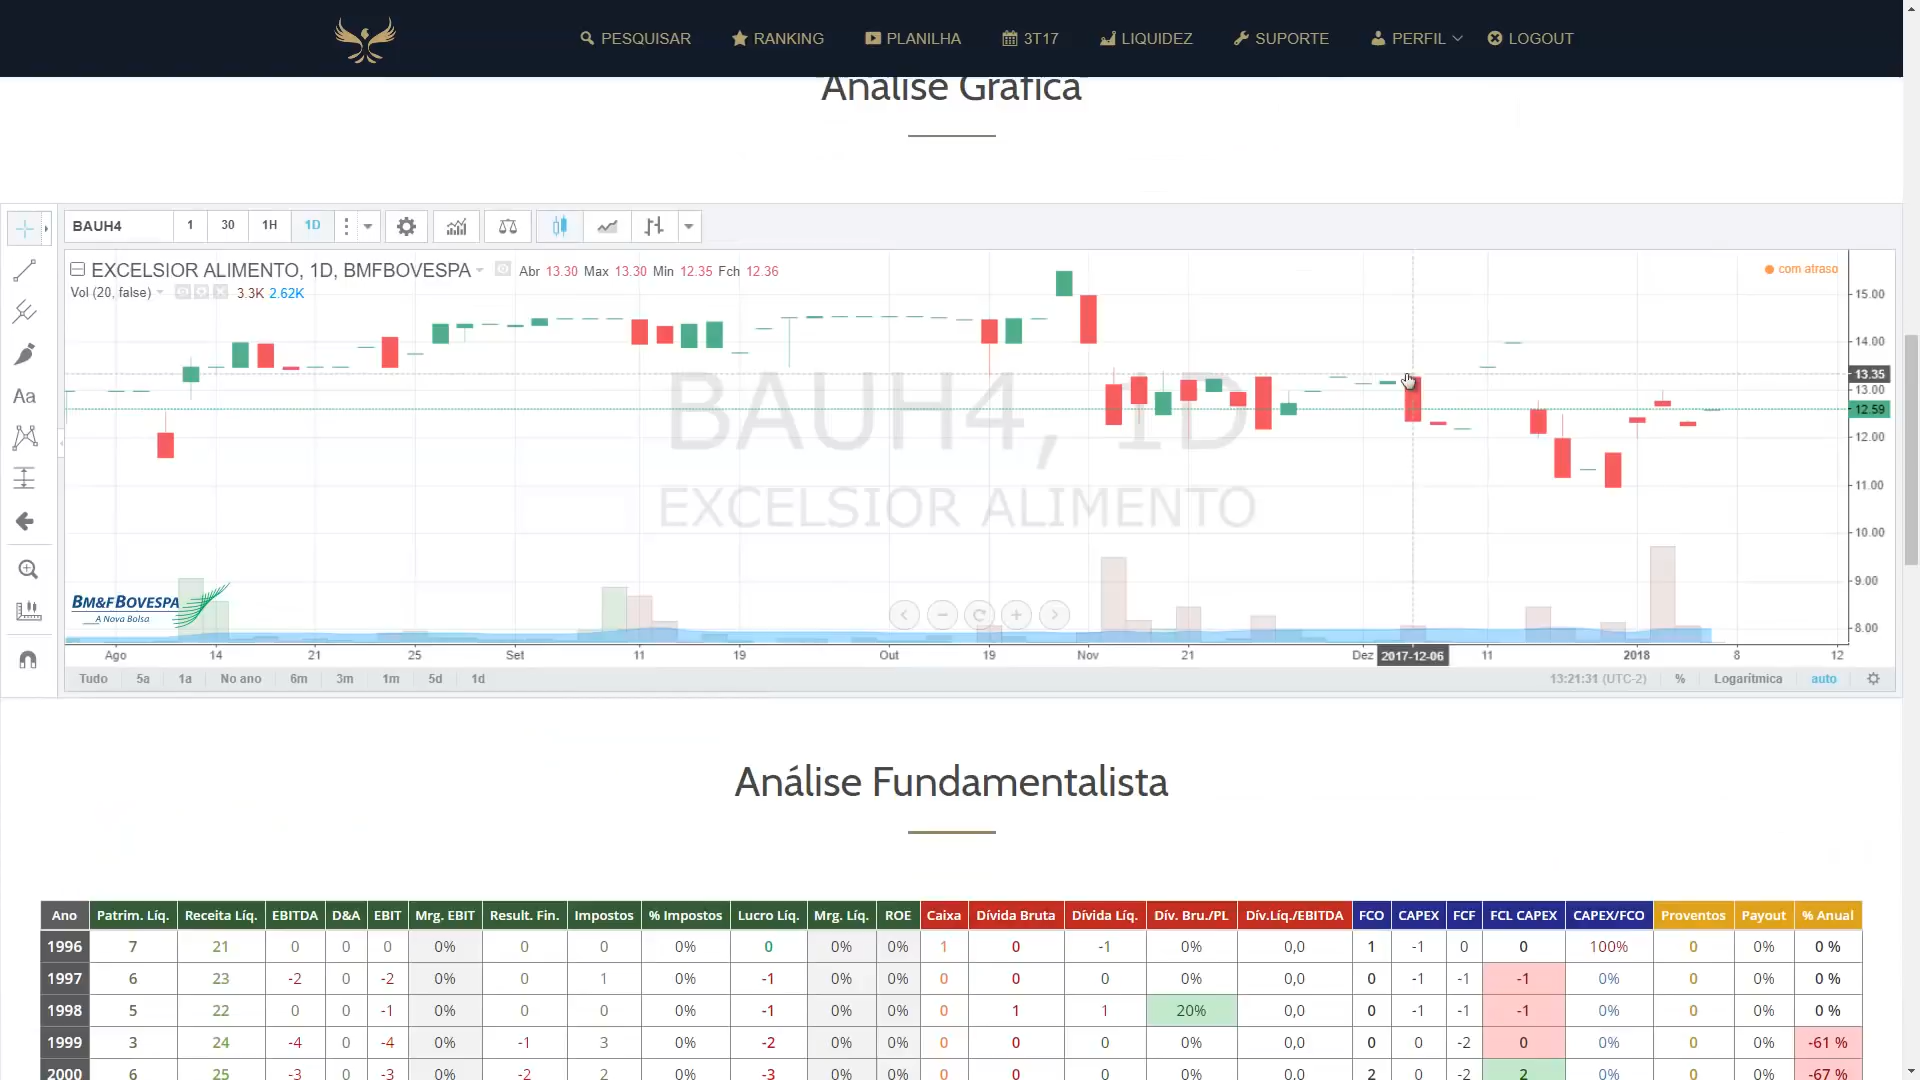 PESQUISAR RANKING PLANILHA 3T17 LIQUIDEZ SUPORTE PERFIL LOGOUT
Análise Gráfica
BAUH4 1 30 1H 1D
EXCELSIOR ALIMENTO, 1D, BMFBOVESPA Abr 13.30 Max 13.30 Min 12.35 Fch 12.36
com atraso
Vol (20, false) 3.3K 2.62K
15.00
14.00
13.35
13.00
12.59
12.00
11.00
10.00
9.00
8.00
BAUH4, 1D
EXCELSIOR ALIMENTO
Aa
BM&FBOVESPA
A Nova Bolsa
Ago 14 21 25 Set 11 19 Out 19 Nov 21 Dez 2017-12-06 11 2018 8 12
Tudo 5a 1a No ano 6m 3m 1m 5d 1d 13:21:31 (UTC-2) % Logarítmica auto
Análise Fundamentalista
Ano Patrim. Líq. Receita Líq. EBITDA D&A EBIT Mrg. EBIT Result. Fin. Impostos % Impostos Lucro Líq. Mrg. Líq. ROE Caixa Dívida Bruta Dívida Líq. Dív. Bru./PL Dív.Líq./EBITDA FCO CAPEX FCF FCL CAPEX CAPEX/FCO Proventos Payout % Anual
1996 7 21 0 0 0 0% 0 0 0% 0 0% 0% 1 0 -1 0% 0,0 1 -1 0 0 100% 0 0% 0 %
1997 6 23 -2 0 -2 0% 0 1 0% -1 0% 0% 0 0 0 0% 0,0 0 -1 -1 -1 0% 0 0% 0 %
1998 5 22 0 0 -1 0% 0 0 0% -1 0% 0% 0 1 1 20% 0,0 0 -1 -1 -1 0% 0 0% 0 %
1999 3 24 -4 0 -4 0% -1 3 0% -2 0% 0% 0 0 0 0% 0,0 0 0 -2 0 0% 0 0% -61 %
2000 6 25 -3 0 -3 0% -2 2 0% -3 0% 0% 0 0 0 0% 0,0 2 0 -2 2 0% 0 0% -67 %